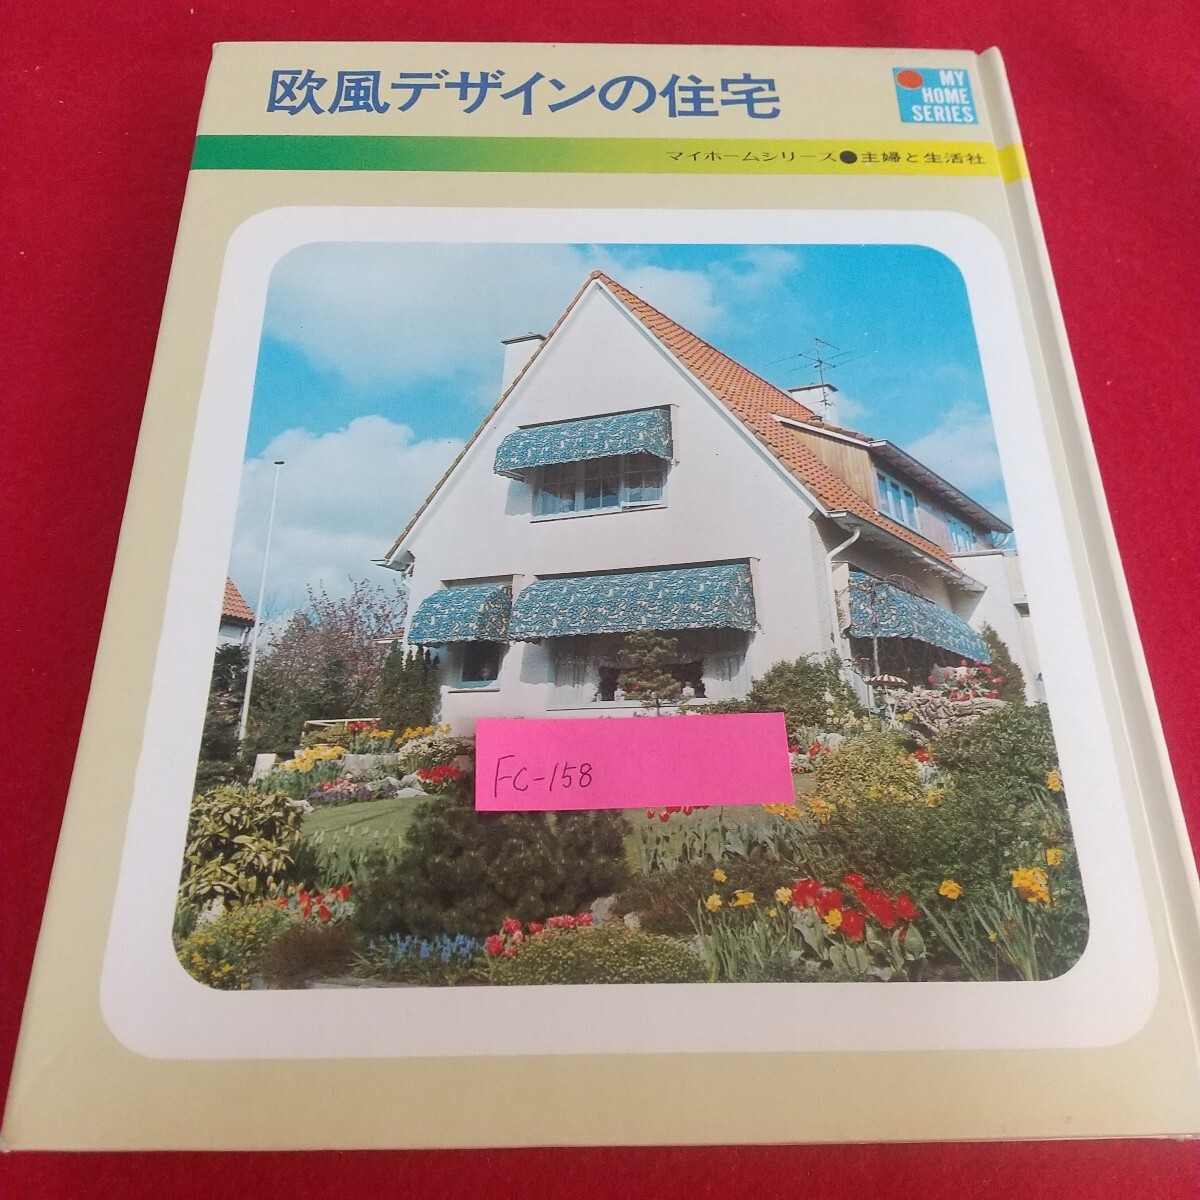 欧風デザインの住宅
MY
HOME
SERIES
マイホームシリーズ●主婦と生活社
FC-158